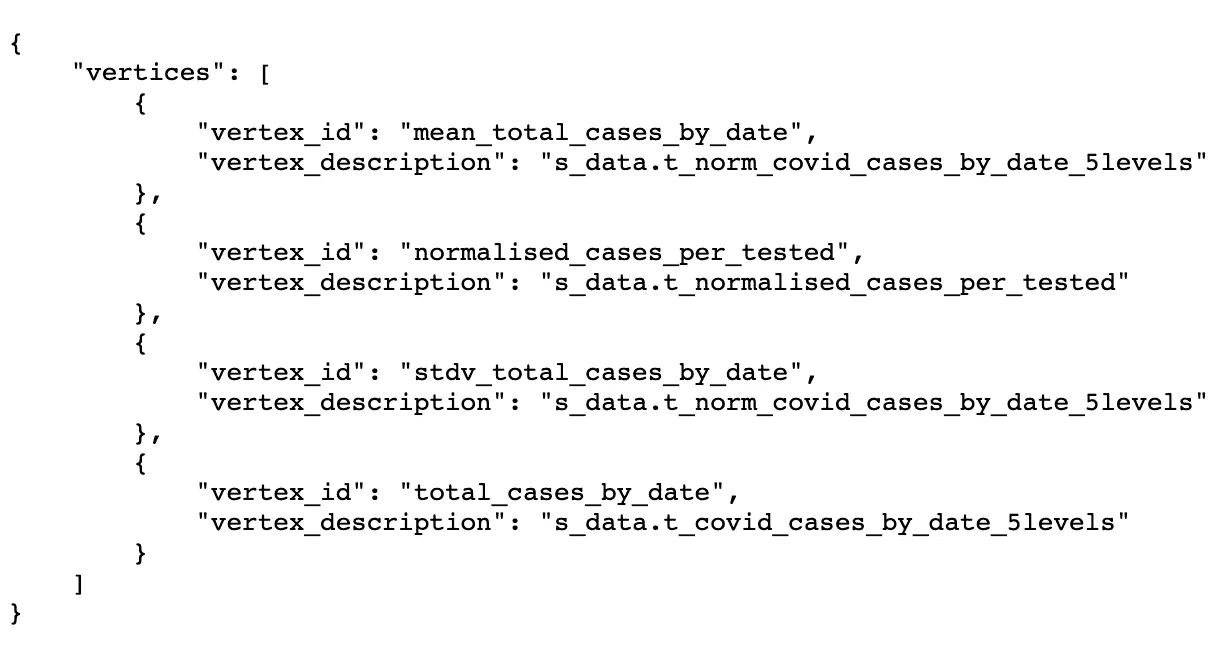 {
    "vertices": [
        {
            "vertex_id": "mean_total_cases_by_date",
            "vertex_description": "s_data.t_norm_covid_cases_by_date_5levels"
        },
        {
            "vertex_id": "normalised_cases_per_tested",
            "vertex_description": "s_data.t_normalised_cases_per_tested"
        },
        {
            "vertex_id": "stdv_total_cases_by_date",
            "vertex_description": "s_data.t_norm_covid_cases_by_date_5levels"
        },
        {
            "vertex_id": "total_cases_by_date",
            "vertex_description": "s_data.t_covid_cases_by_date_5levels"
        }
    ]
}